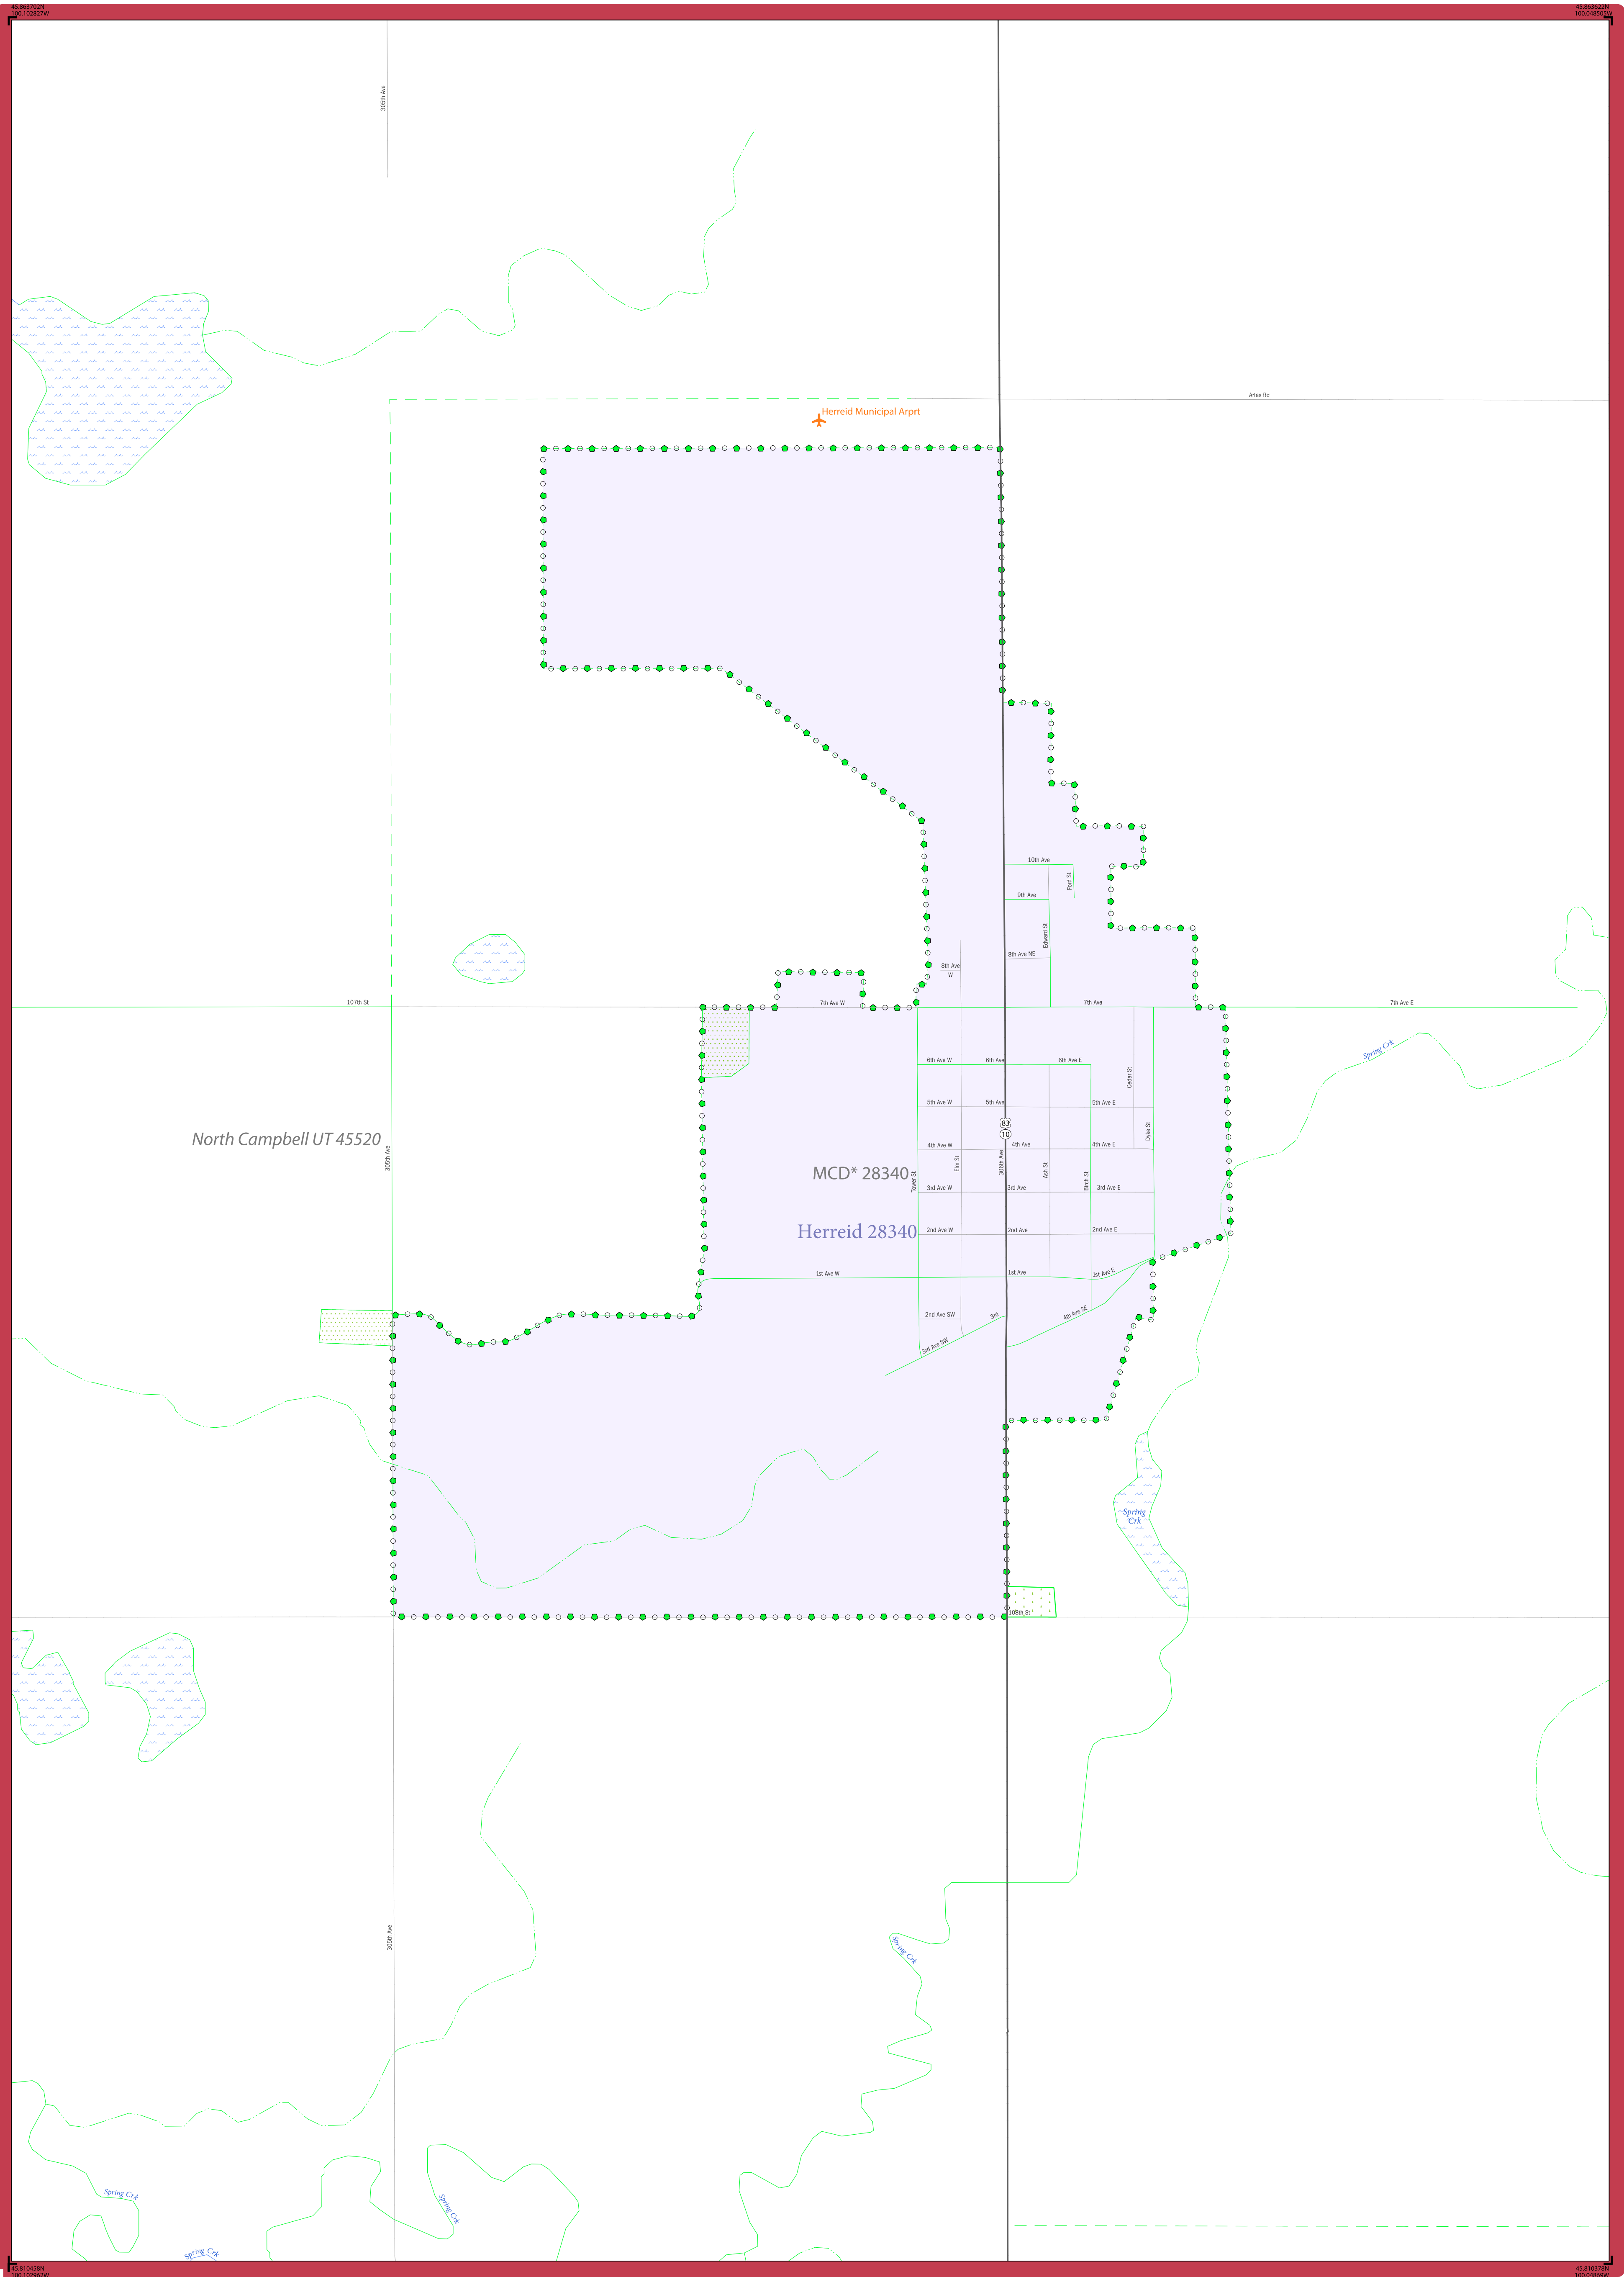 45.863702N
100.102827W
45.863622N
100.048505W
305th Ave
Artas Rd
Herreid Municipal Arprt
10th Ave
Ford St
9th Ave
Edward St
8th Ave NE
8th Ave
W
107th St
7th Ave W
7th Ave
7th Ave E
Spring Crk
6th Ave W
6th Ave
6th Ave E
Cedar St
5th Ave W
5th Ave
5th Ave E
83
10
Dyke St
North Campbell UT 45520
305th Ave
4th Ave W
4th Ave
4th Ave E
306th Ave
Elm St
Ash St
Birch St
MCD* 28340
Tower St
3rd Ave W
3rd Ave
3rd Ave E
Herreid 28340
2nd Ave W
2nd Ave
2nd Ave E
1st Ave W
1st Ave
1st Ave E
2nd Ave SW
3rd
4th Ave SE
3rd Ave SW
Spring
Crk
108th St
305th Ave
Spring Crk
Spring Crk
Spring Crk
Spring Crk
45.810458N
100.102962W
45.810378N